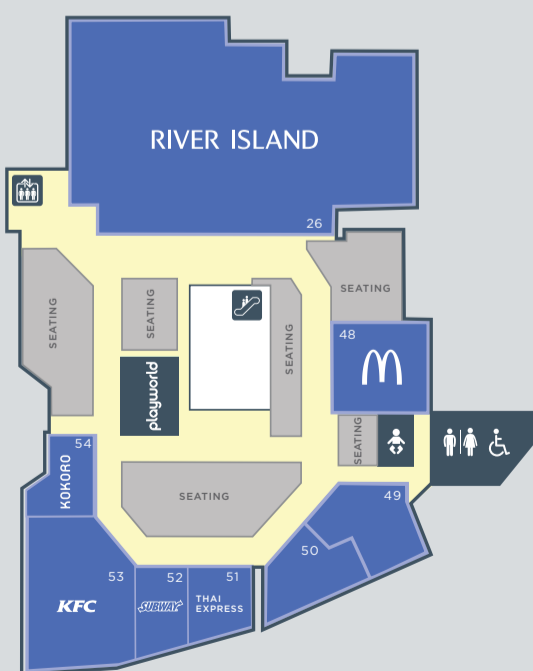 RIVER ISLAND
26
SEATING
SEATING
SEATING
SEATING
48
playworld
SEATING
54
KOKORO
SEATING
49
50
53
52
51
KFC
SUBWAY
THAI
EXPRESS